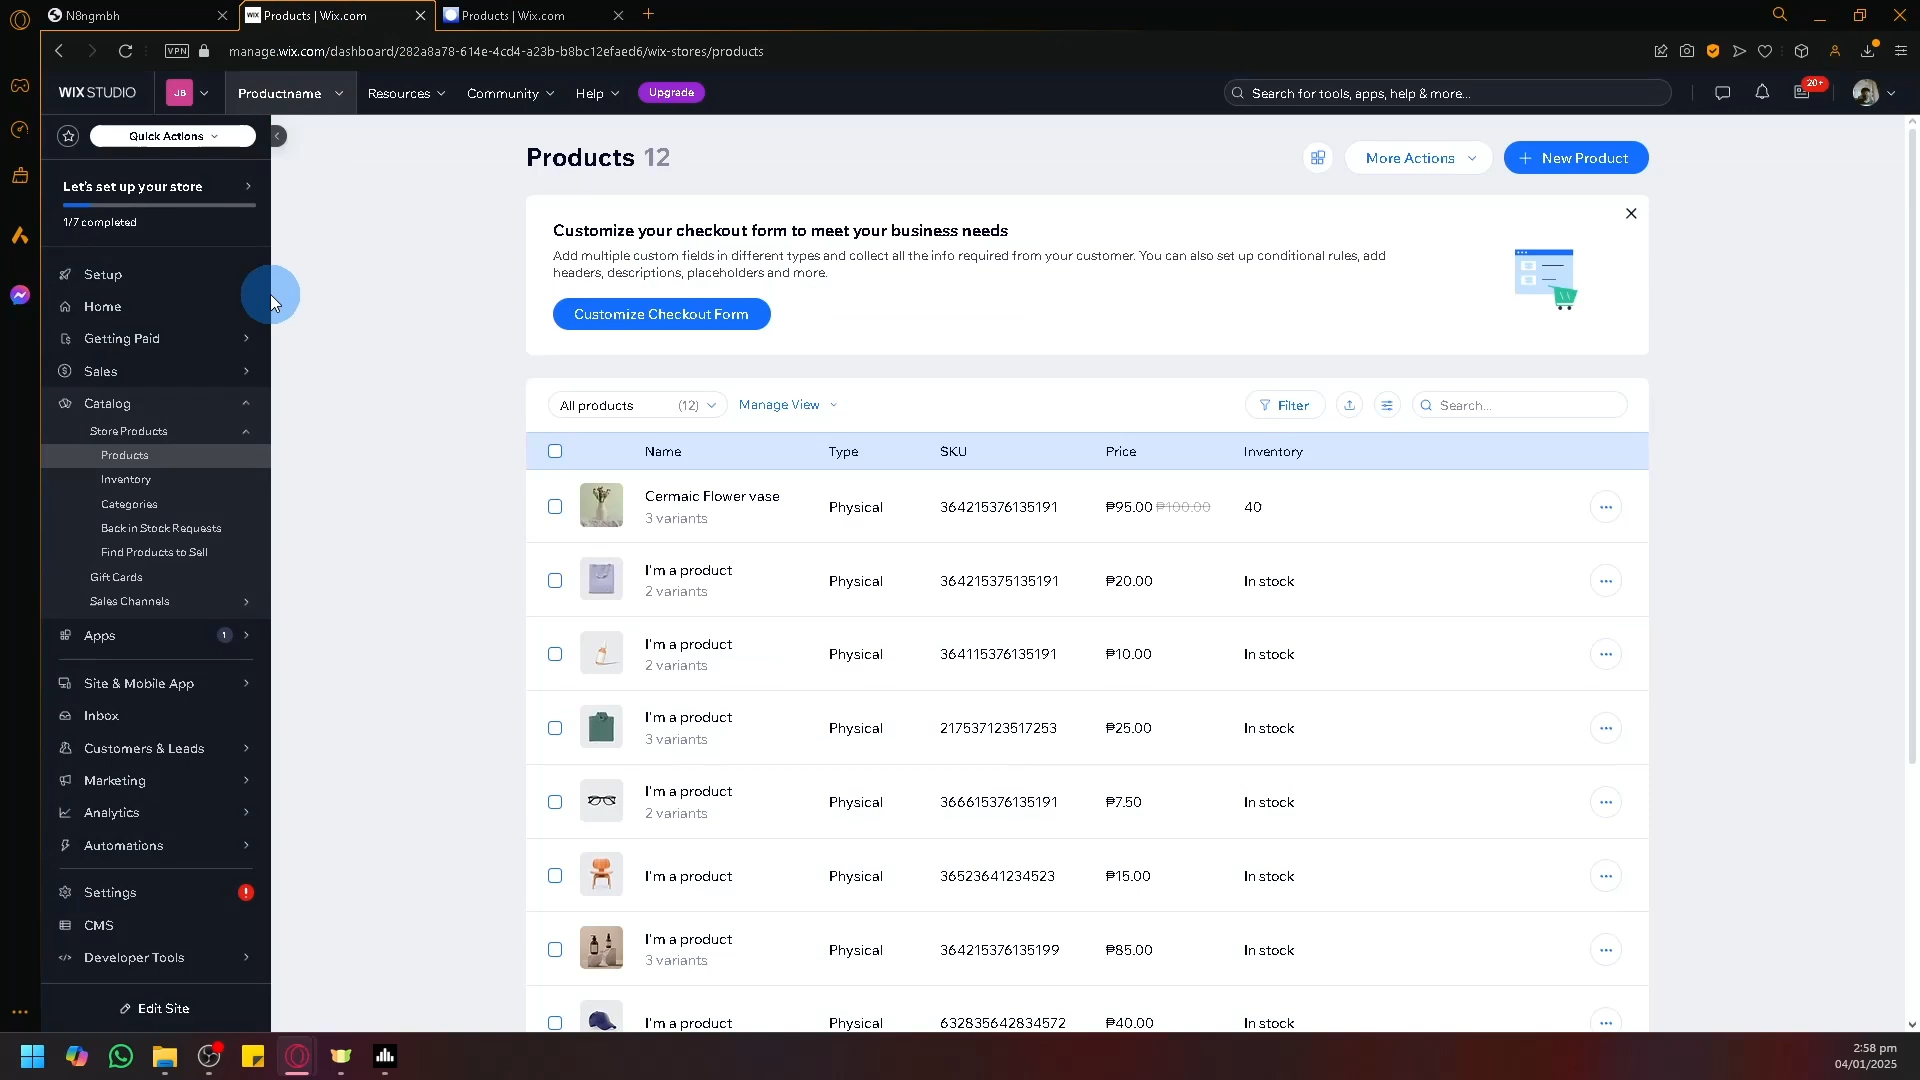 N8ngmbh
WIX Products | Wix.com
Products | Wix.com
VPN
manage.wix.com/dashboard/282a8a78-614e-4cd4-a23b-b8bc12efaed6/wix-stores/products
WIX STUDIO
JB
Productname
Resources
Community
Help
Upgrade
Search for tools, apps, help & more...
20+
Quick Actions
Let's set up your store
1/7 completed
Setup
Home
Getting Paid
Sales
Catalog
Store Products
Products
Inventory
Categories
Back in Stock Requests
Find Products to Sell
Gift Cards
Sales Channels
Apps 1
Site & Mobile App
Inbox
Customers & Leads
Marketing
Analytics
Automations
Settings
CMS
Developer Tools
Edit Site
Products 12
More Actions
+ New Product
Customize your checkout form to meet your business needs
Add multiple custom fields in different types and collect all the info required from your customer. You can also set up conditional rules, add
headers, descriptions, placeholders and more.
Customize Checkout Form
All products (12)
Manage View
Filter
Search...
Name Type SKU Price Inventory
Cermaic Flower vase
3 variants
Physical 364215376135191 ₱95.00 ₱100.00 40
I'm a product
2 variants
Physical 364215375135191 ₱20.00 In stock
I'm a product
2 variants
Physical 364115376135191 ₱10.00 In stock
I'm a product
3 variants
Physical 217537123517253 ₱25.00 In stock
I'm a product
2 variants
Physical 366615376135191 ₱7.50 In stock
I'm a product Physical 36523641234523 ₱15.00 In stock
I'm a product
3 variants
Physical 364215376135199 ₱85.00 In stock
I'm a product Physical 632835642834572 ₱40.00 In stock
2:58 pm
04/01/2025